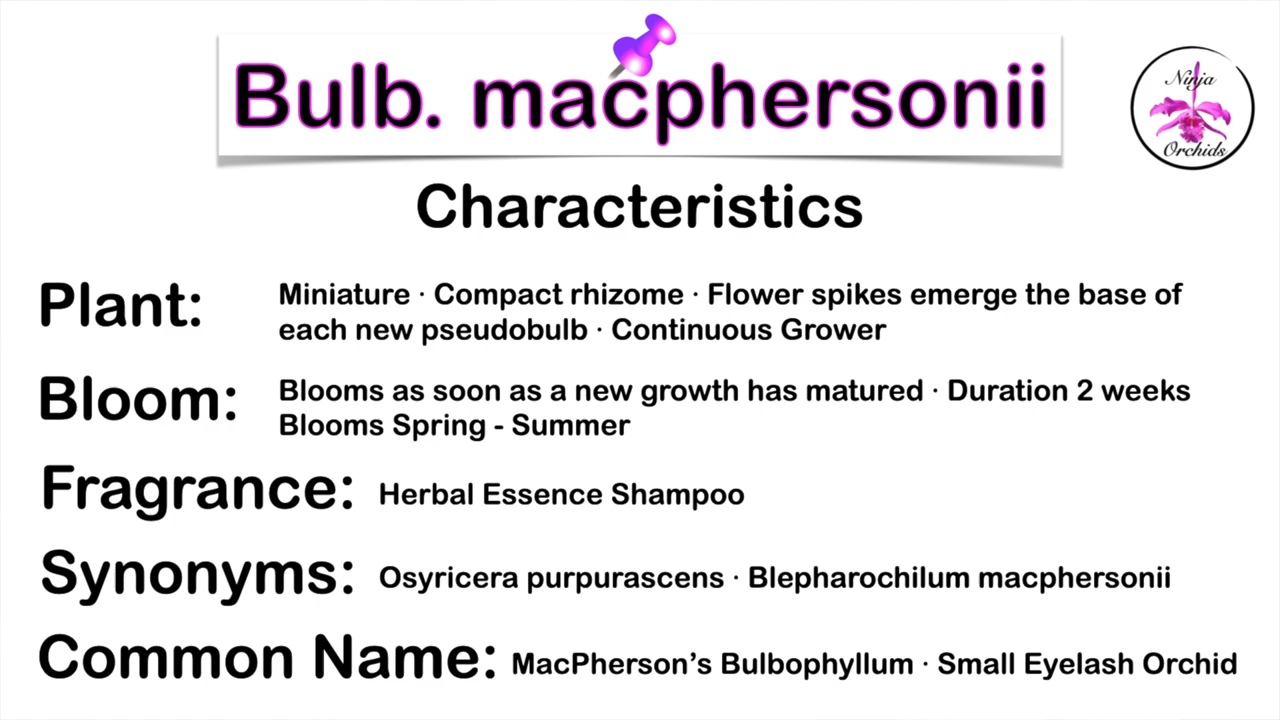 Bulb. macphersonii
Ninja
Orchids
Characteristics
Plant: Miniature · Compact rhizome · Flower spikes emerge the base of
each new pseudobulb · Continuous Grower
Bloom: Blooms as soon as a new growth has matured · Duration 2 weeks
Blooms Spring - Summer
Fragrance: Herbal Essence Shampoo
Synonyms: Osyricera purpurascens · Blepharochilum macphersonii
Common Name: MacPherson’s Bulbophyllum · Small Eyelash Orchid